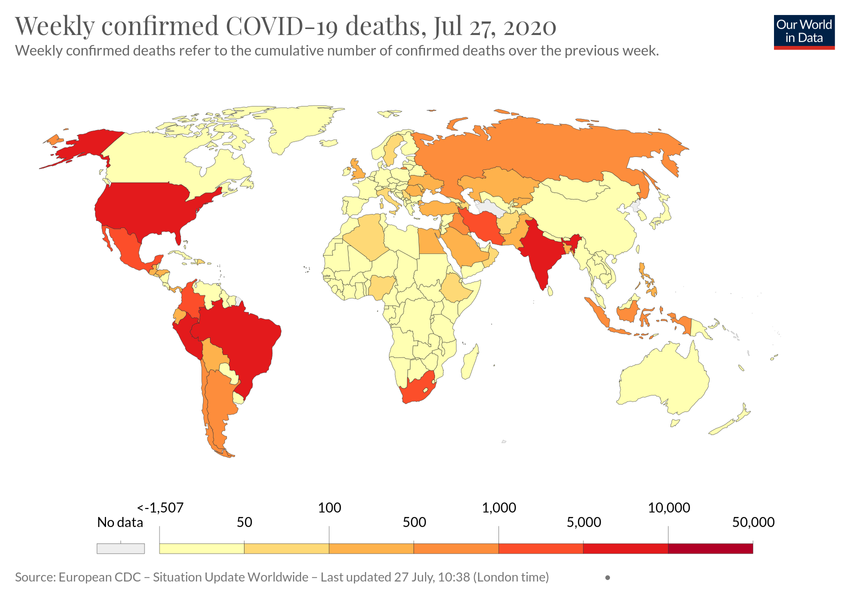 Weekly confirmed COVID-19 deaths, Jul 27, 2020
Weekly confirmed deaths refer to the cumulative number of confirmed deaths over the previous week.
Our World
in Data
<-1,507 100 1,000 10,000
No data 50 500 5,000 50,000
Source: European CDC – Situation Update Worldwide – Last updated 27 July, 10:38 (London time) •